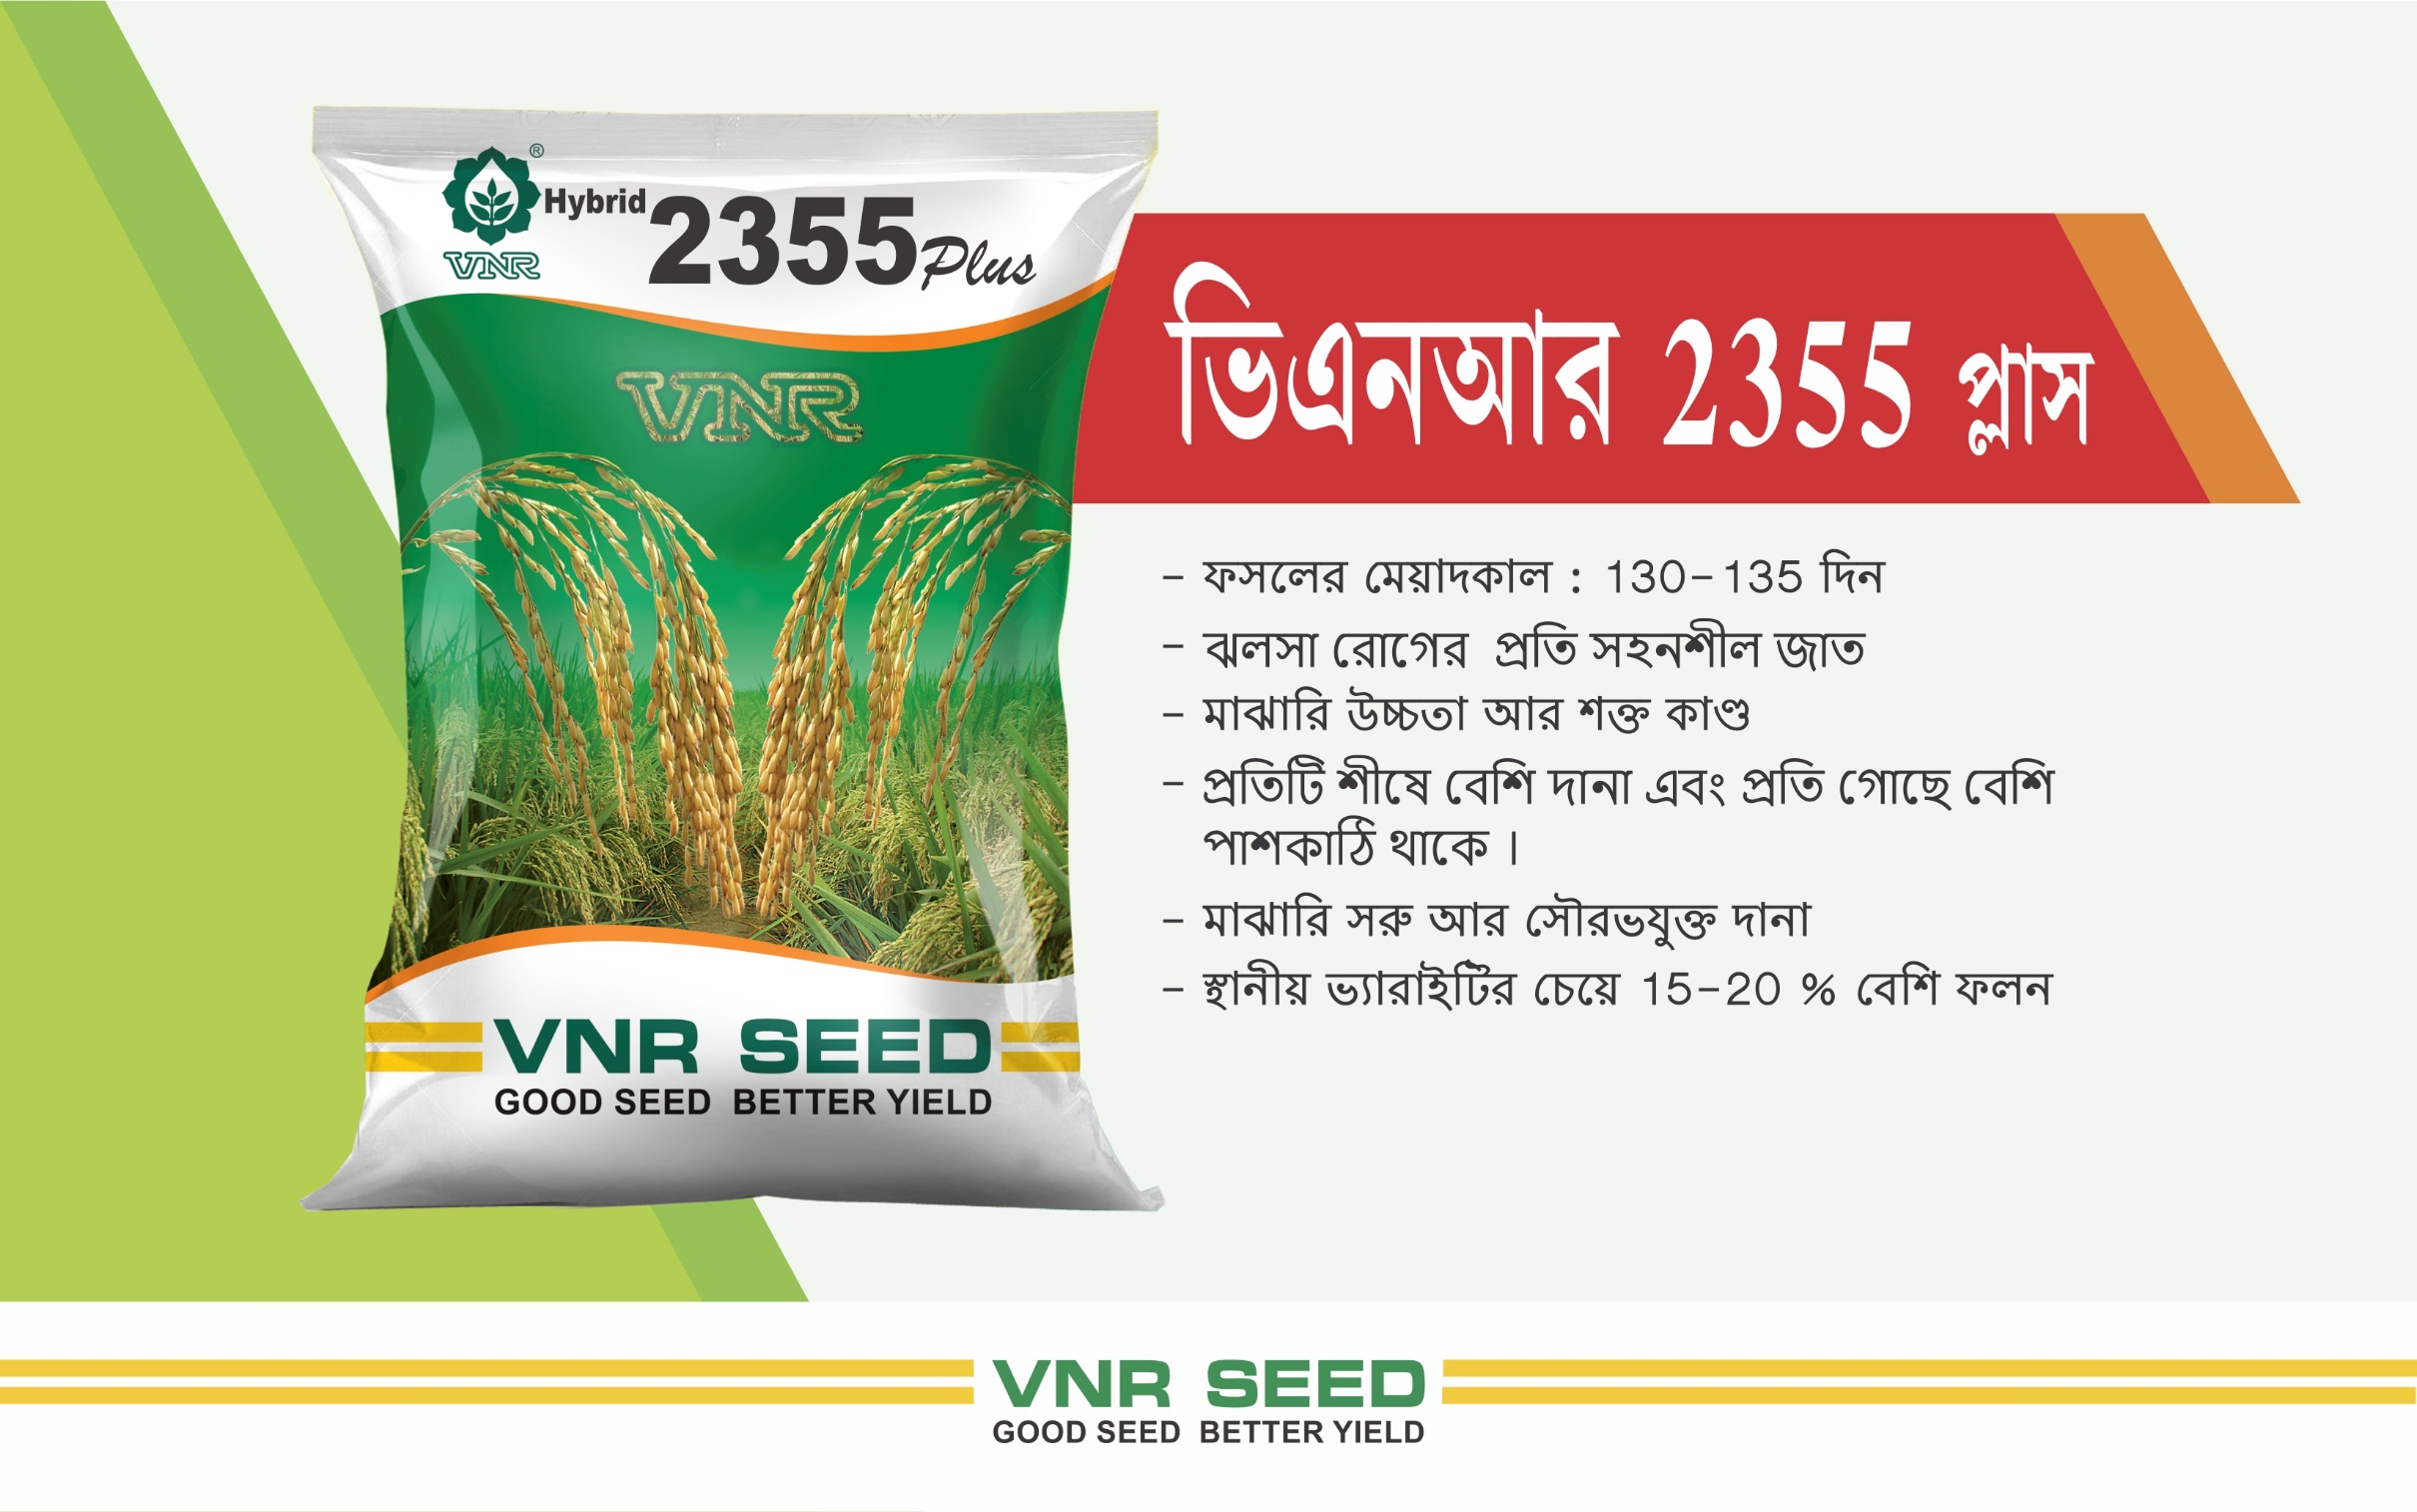 ®
VNR
Hybrid 2355 Plus
VNR
VNR SEED
GOOD SEED BETTER YIELD
ভিএনআর 2355 প্লাস
– ফসলের মেয়াদকাল : 130-135 দিন
– ঝলসা রোগের প্রতি সহনশীল জাত
– মাঝারি উচ্চতা আর শক্ত কাণ্ড
– প্রতিটি শীষে বেশি দানা এবং প্রতি গোছে বেশি
পাশকাঠি থাকে ।
– মাঝারি সরু আর সৌরভযুক্ত দানা
– স্থানীয় ভ্যারাইটির চেয়ে 15-20 % বেশি ফলন
VNR SEED
GOOD SEED BETTER YIELD